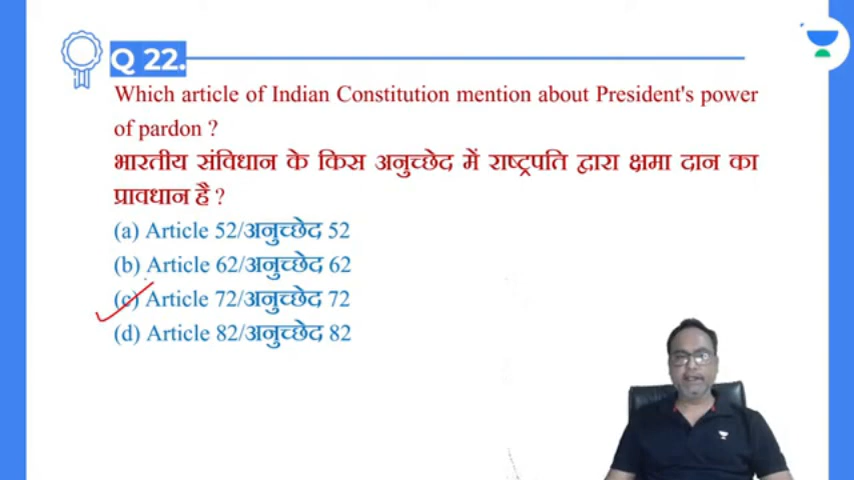 Q 22.
Which article of Indian Constitution mention about President's power
of pardon ?
भारतीय संविधान के किस अनुच्छेद में राष्ट्रपति द्वारा क्षमा दान का
प्रावधान है ?
(a) Article 52/अनुच्छेद 52
(b) Article 62/अनुच्छेद 62
(c) Article 72/अनुच्छेद 72
(d) Article 82/अनुच्छेद 82